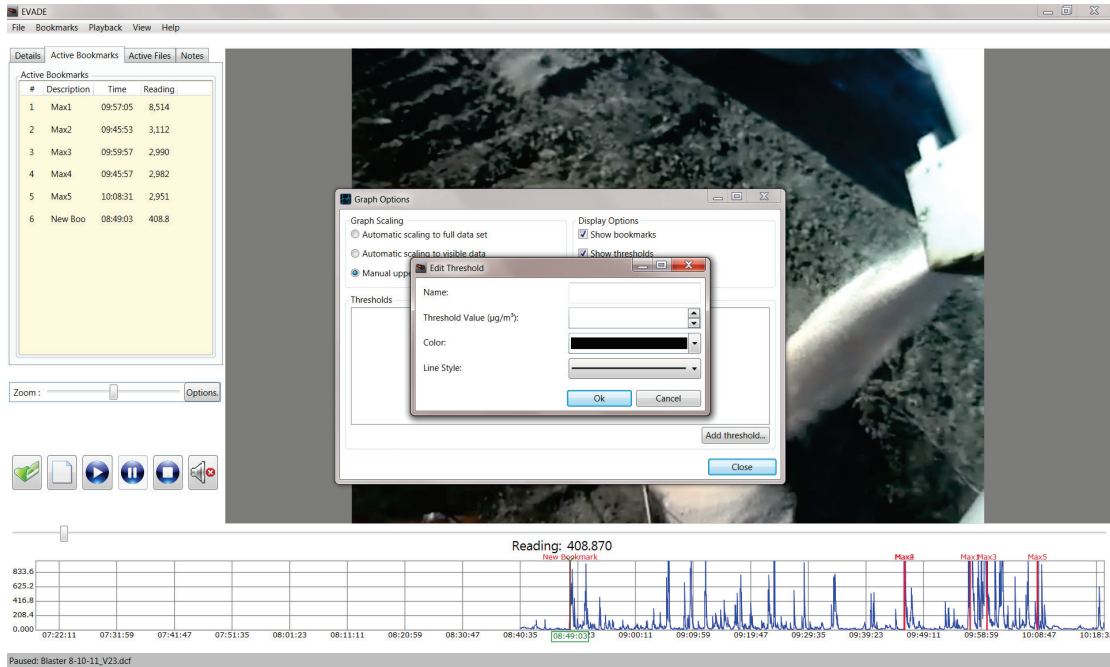 EVADE
File Bookmarks Playback View Help
Details Active Bookmarks Active Files Notes
Active Bookmarks
# Description Time Reading
1 Max1 09:57:05 8,514
2 Max2 09:45:53 3,112
3 Max3 09:59:57 2,990
4 Max4 09:45:57 2,982
5 Max5 10:08:31 2,951
6 New Boo 08:49:03 408.8
Zoom : Options.
Graph Options
Graph Scaling
Automatic scaling to full data set
Automatic scaling to visible data
Manual uppe
Display Options
Show bookmarks
Show thresholds
Thresholds
Edit Threshold
Name:
Threshold Value (µg/m³):
Color:
Line Style:
Ok Cancel
Add threshold...
Close
Reading: 408.870
New Bookmark Max1 Max3 Max5
833.6
625.2
416.8
208.4
0.000
07:22:11 07:31:59 07:41:47 07:51:35 08:01:23 08:11:11 08:20:59 08:30:47 08:40:35 08:49:03 09:00:11 09:09:59 09:19:47 09:29:35 09:39:23 09:49:11 09:58:59 10:08:47 10:18:3
Paused: Blaster 8-10-11_V23.dcf